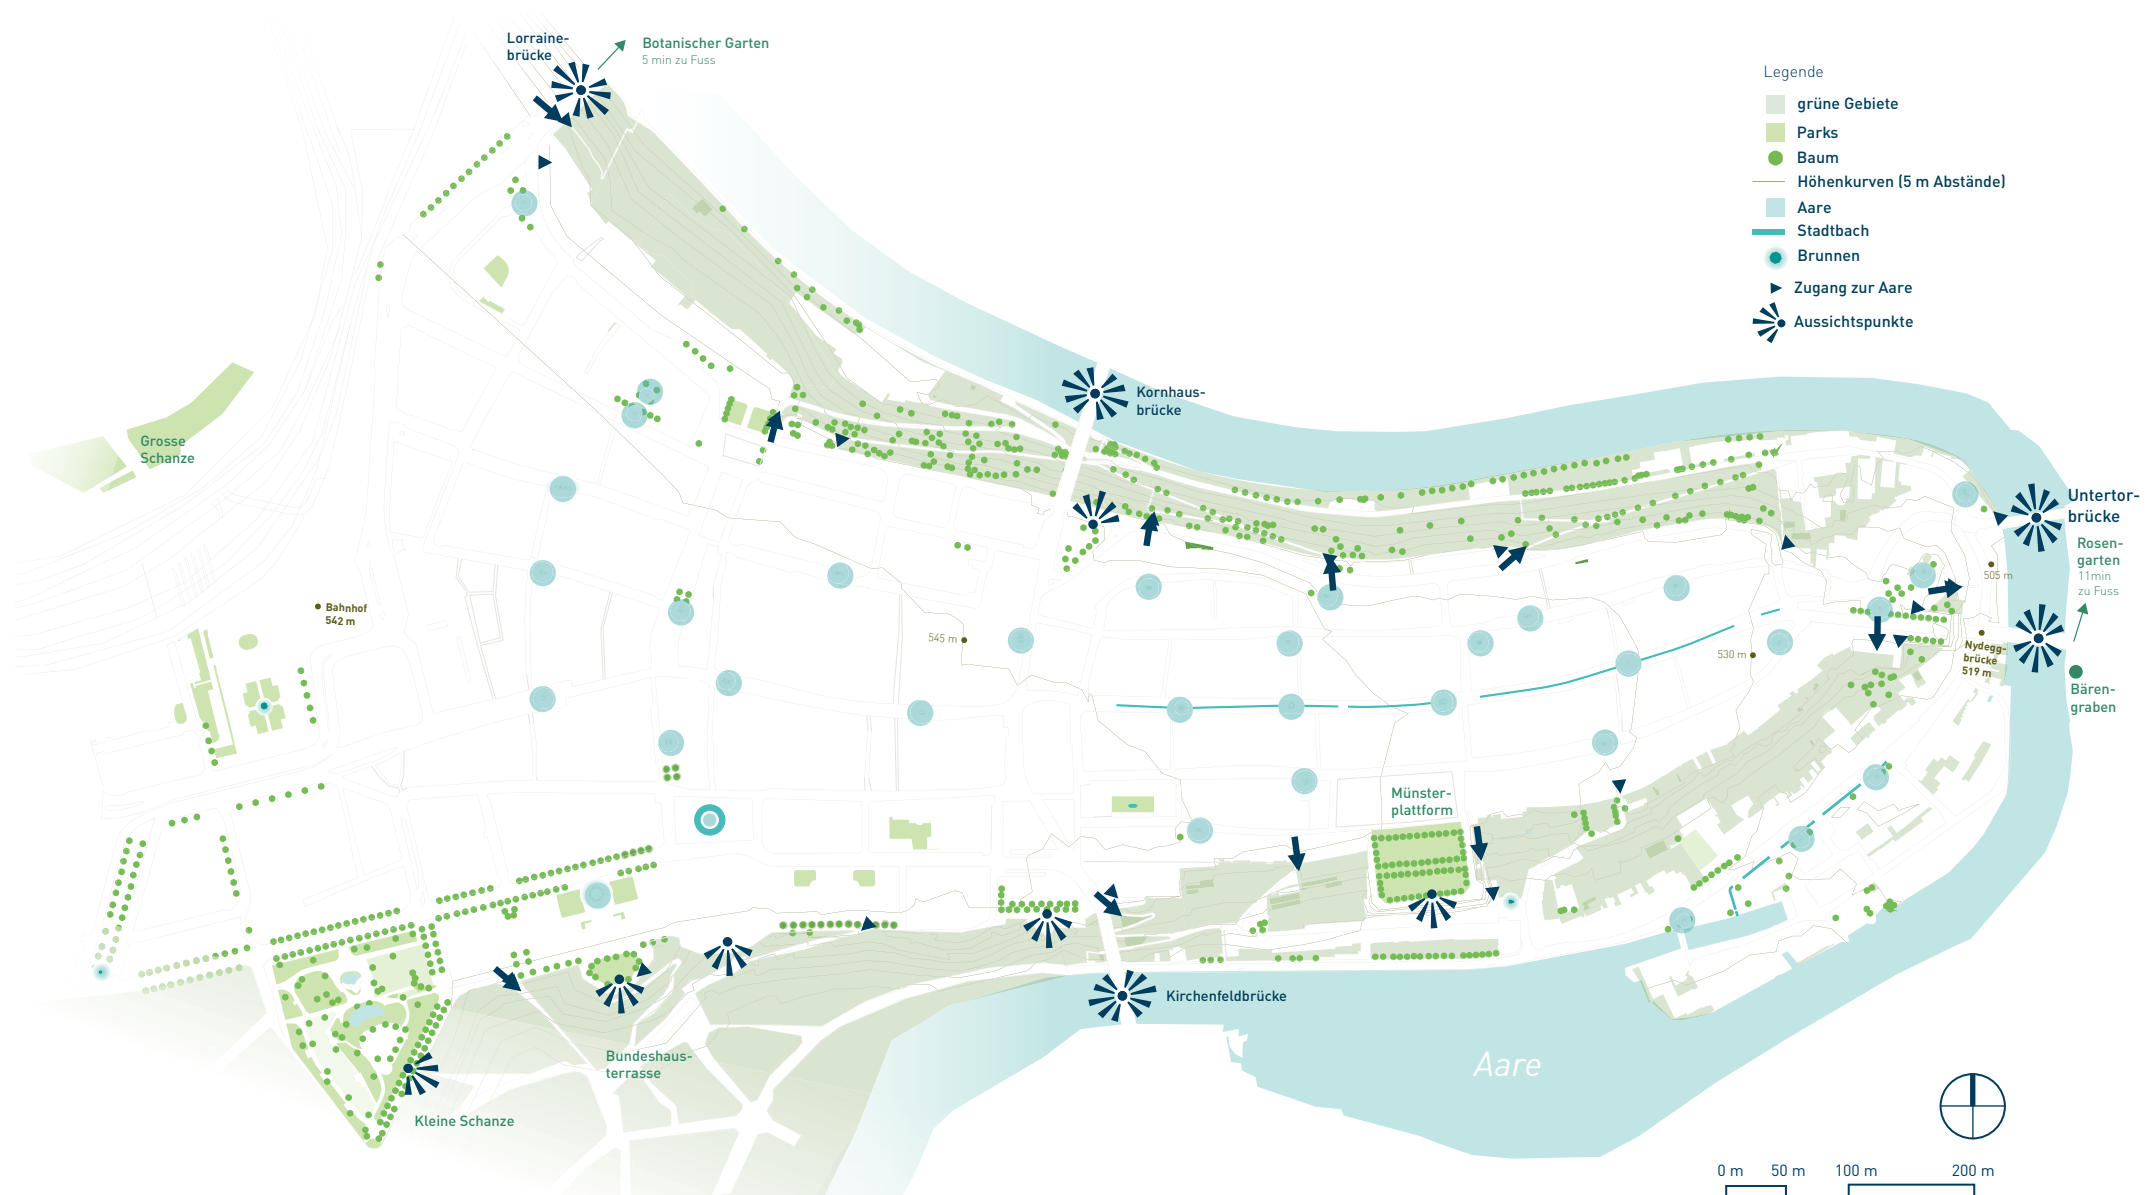 Lorraine-
brücke
Botanischer Garten
5 min zu Fuss
Legende
grüne Gebiete
Parks
Baum
Höhenkurven (5 m Abstände)
Aare
Stadtbach
Brunnen
Zugang zur Aare
Aussichtspunkte
Kornhaus-
brücke
Grosse
Schanze
Untertor-
brücke
Rosen-
garten
11min
zu Fuss
505 m
Bahnhof
542 m
545 m
530 m
Nydegg-
brücke
519 m
Bären-
graben
Münster-
plattform
Kirchenfeldbrücke
Bundeshaus-
terrasse
Aare
Kleine Schanze
0 m
50 m
100 m
200 m